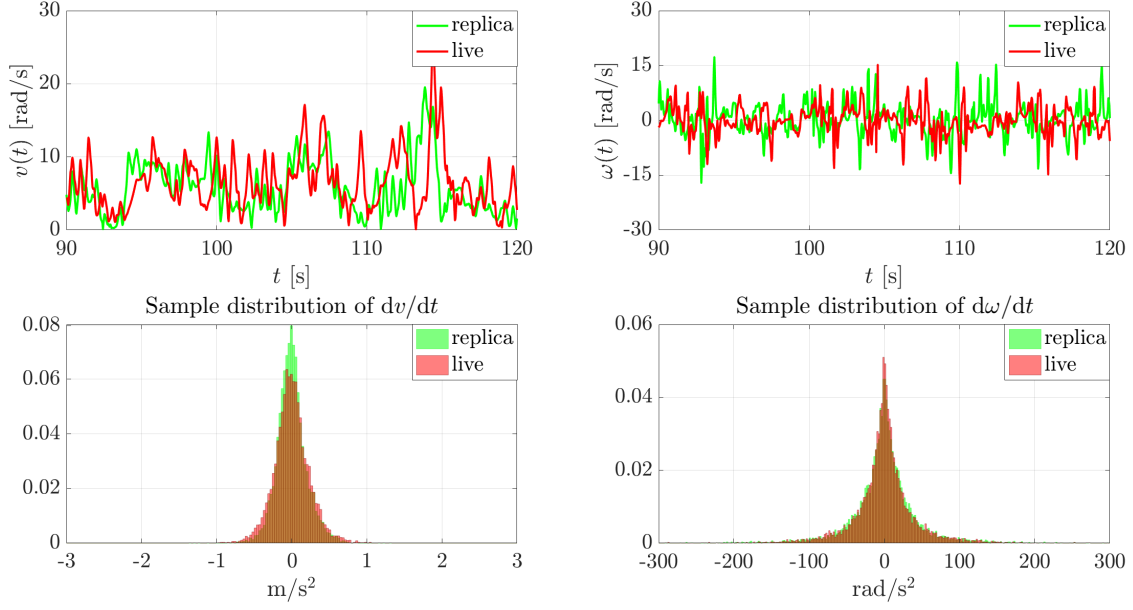 30
20
10
0
v(t) [rad/s]
replica
live
90
100
110
120
t [s]
30
15
0
-15
-30
ω(t) [rad/s]
replica
live
90
100
110
120
t [s]
Sample distribution of dv/dt
0.08
0.06
0.04
0.02
0
replica
live
-3
-2
-1
0
1
2
3
m/s²
Sample distribution of dω/dt
0.06
0.04
0.02
0
replica
live
-300
-200
-100
0
100
200
300
rad/s²